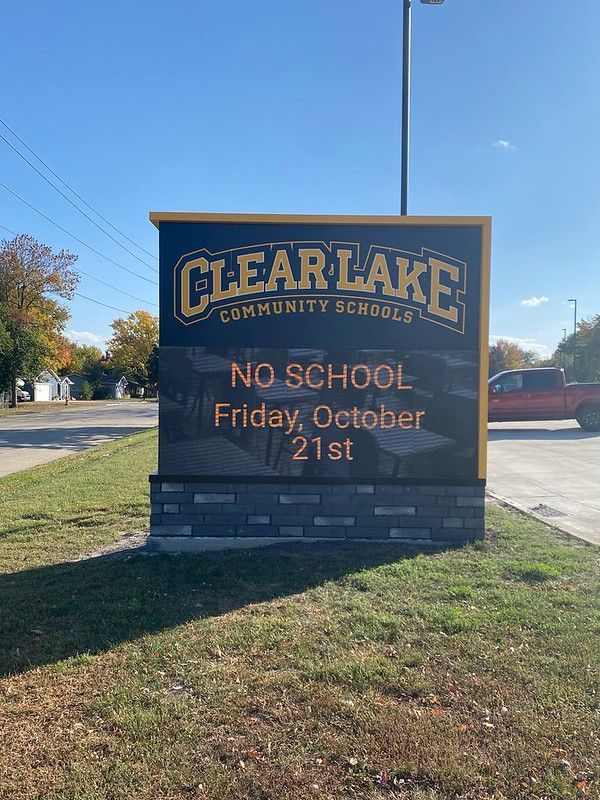 CLEAR LAKE
COMMUNITY SCHOOLS
NO SCHOOL
Friday, October
21st